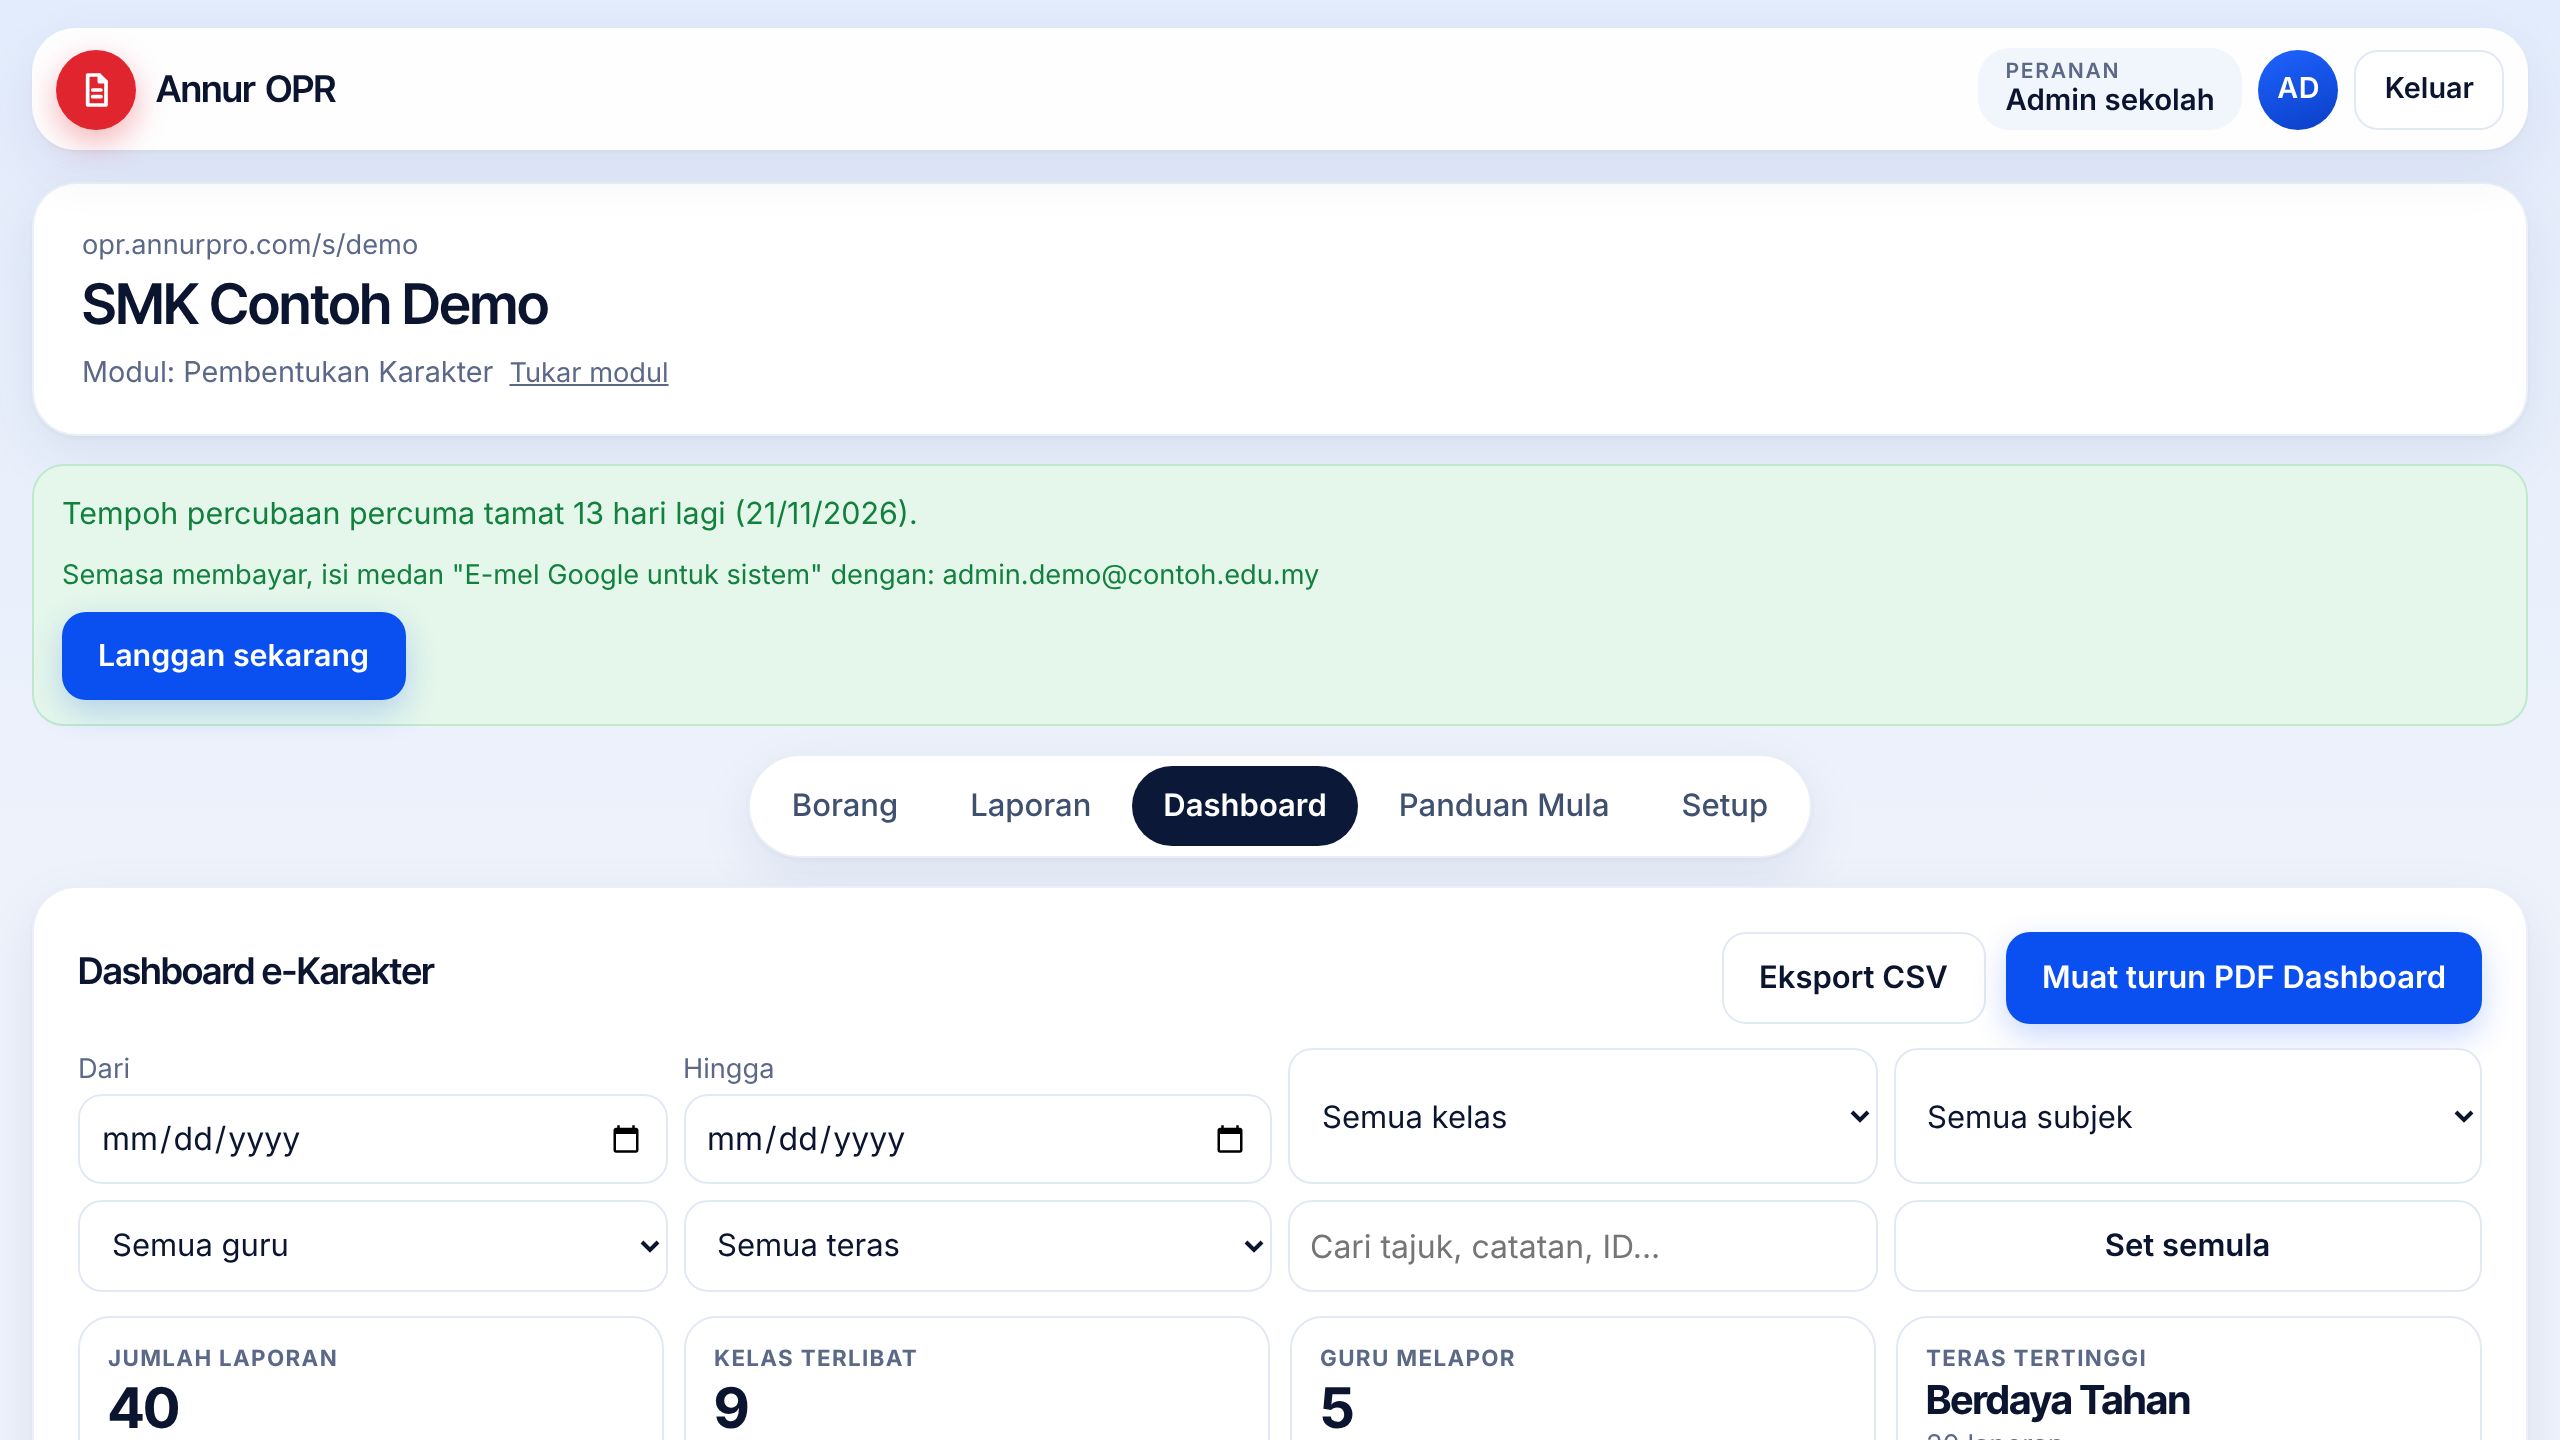 Annur OPR
PERANAN
Admin sekolah
AD
Keluar
opr.annurpro.com/s/demo
SMK Contoh Demo
Modul: Pembentukan Karakter Tukar modul
Tempoh percubaan percuma tamat 13 hari lagi (21/11/2026).
Semasa membayar, isi medan "E-mel Google untuk sistem" dengan: admin.demo@contoh.edu.my
Langgan sekarang
Borang Laporan Dashboard Panduan Mula Setup
Dashboard e-Karakter
Eksport CSV
Muat turun PDF Dashboard
Dari
mm/dd/yyyy
Hingga
mm/dd/yyyy
Semua kelas
Semua subjek
Semua guru
Semua teras
Cari tajuk, catatan, ID...
Set semula
JUMLAH LAPORAN
40
KELAS TERLIBAT
9
GURU MELAPOR
5
TERAS TERTINGGI
Berdaya Tahan